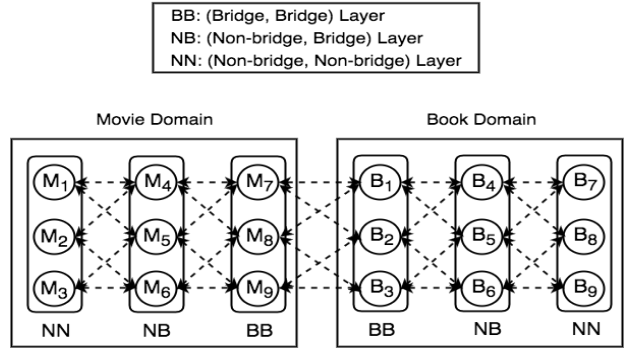 BB: (Bridge, Bridge) Layer
NB: (Non-bridge, Bridge) Layer
NN: (Non-bridge, Non-bridge) Layer
Movie Domain Book Domain
M1 M4 M7 B1 B4 B7
M2 M5 M8 B2 B5 B8
M3 M6 M9 B3 B6 B9
NN NB BB BB NB NN